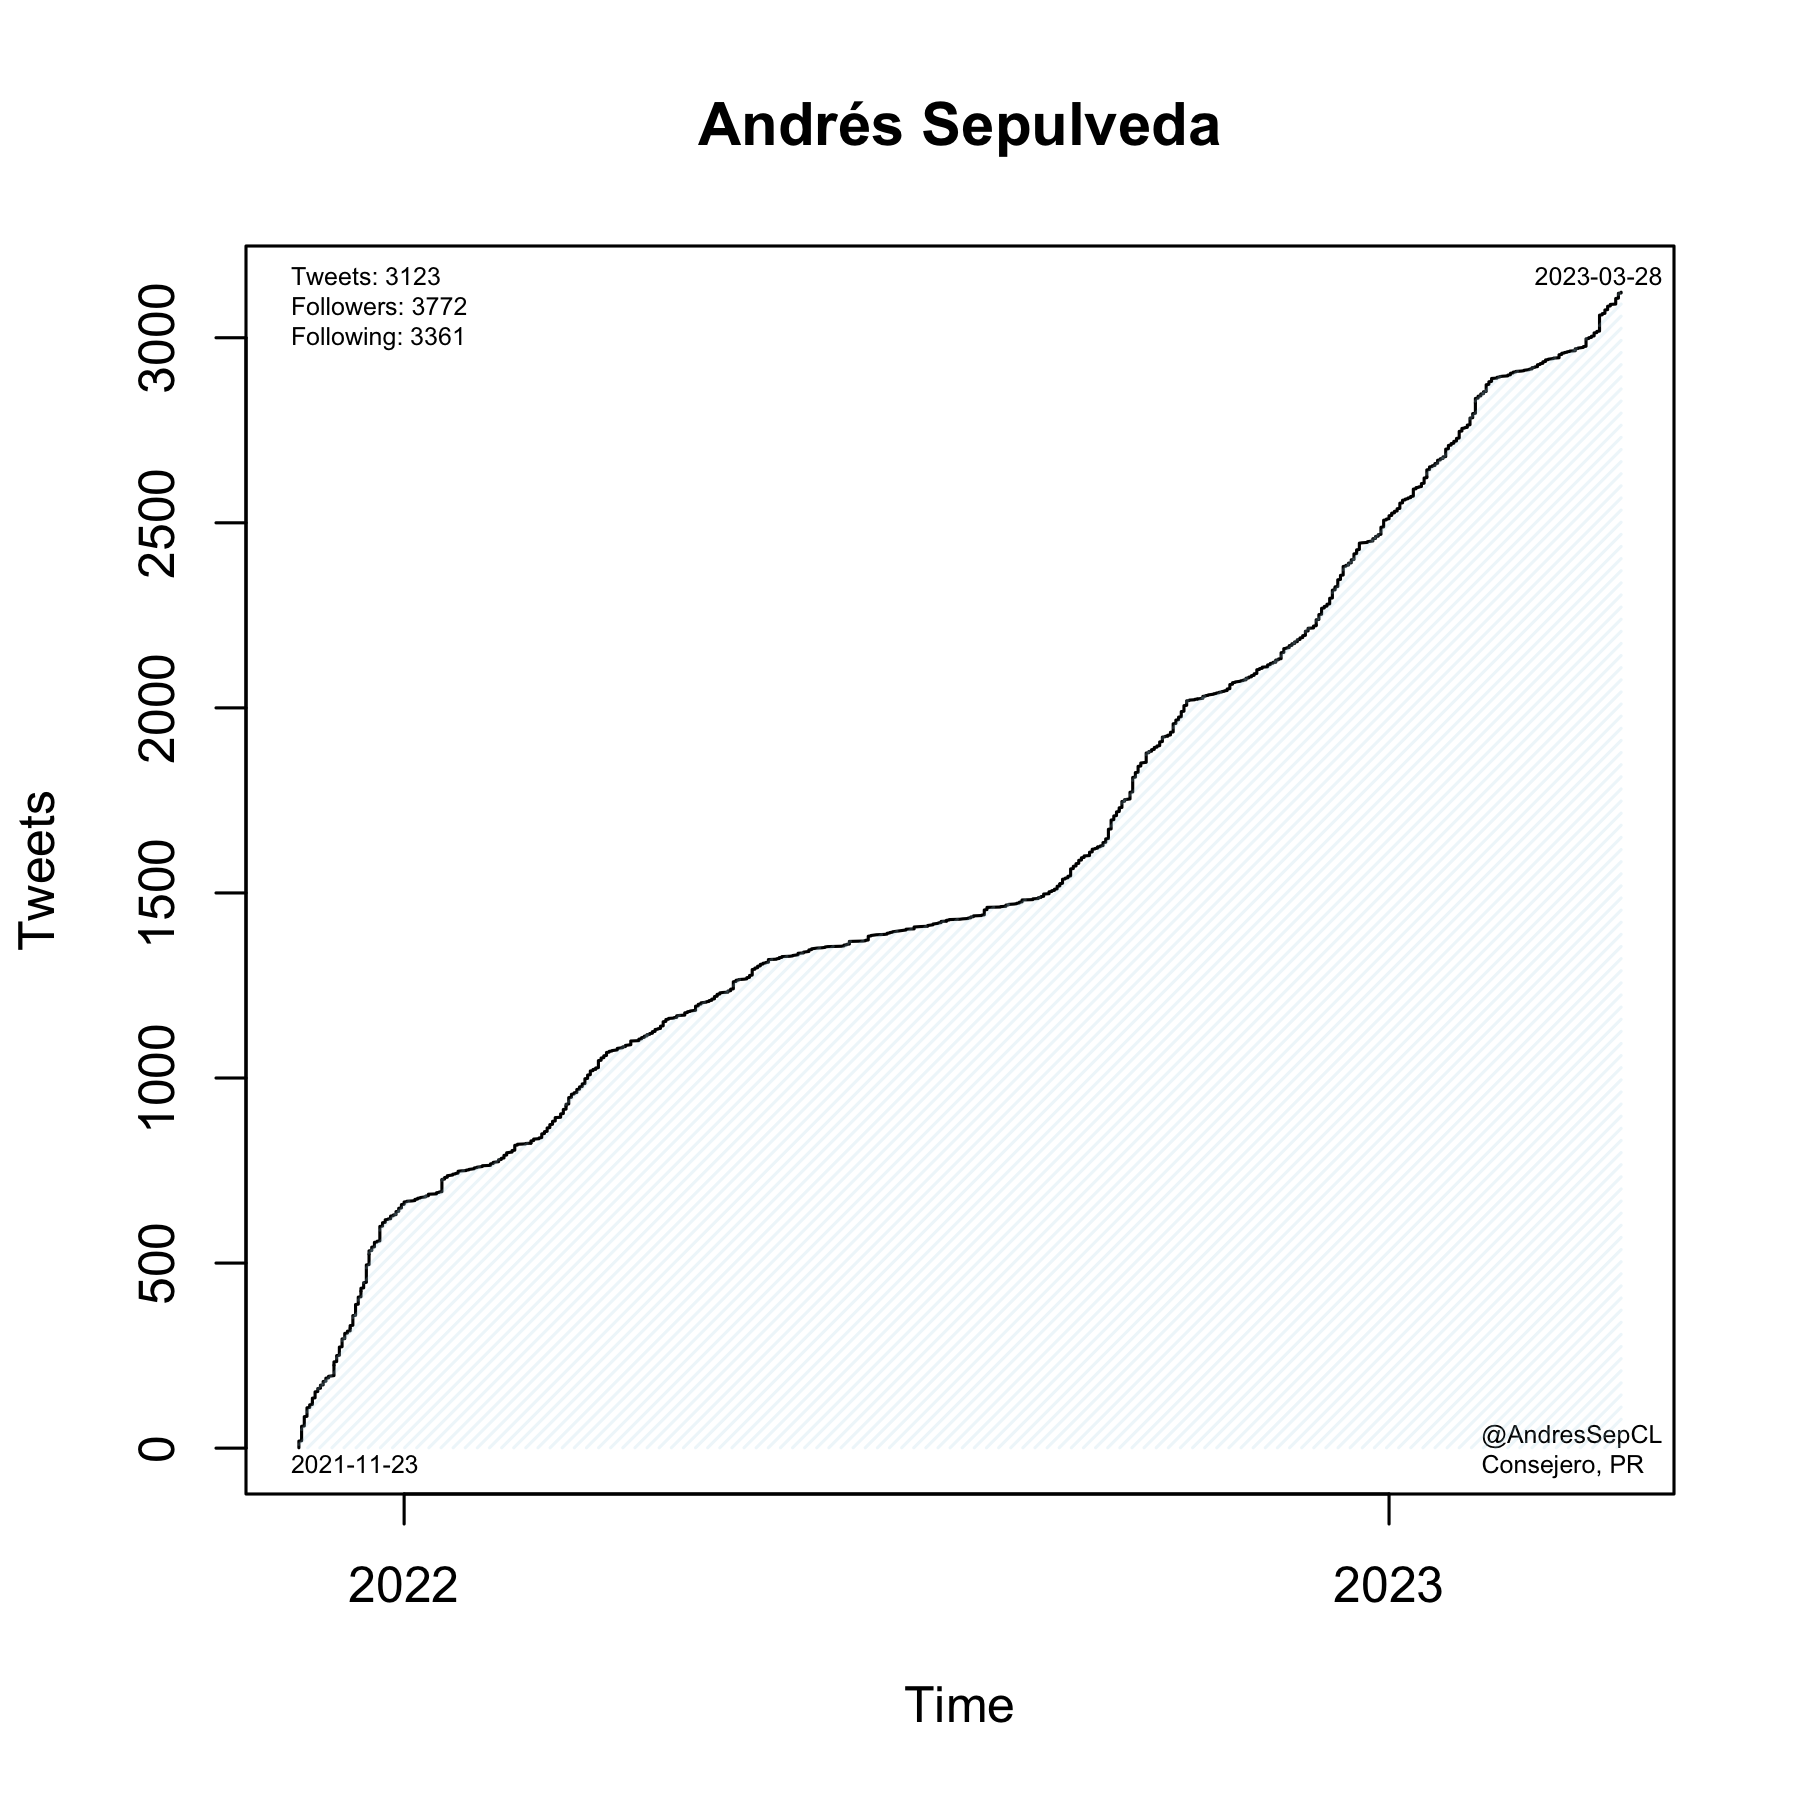 Andrés Sepulveda
Tweets: 3123
Followers: 3772
Following: 3361
2023-03-28
3000
2500
2000
1500
1000
500
0
Tweets
2021-11-23
@AndresSepCL
Consejero, PR
2022
2023
Time